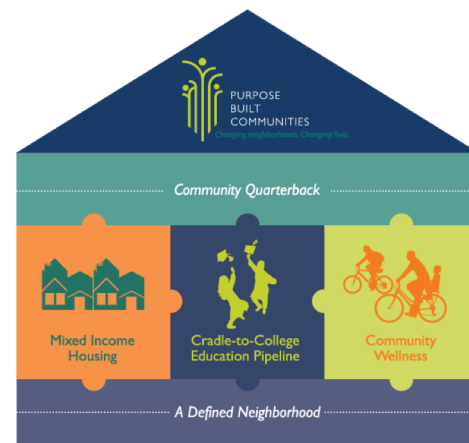 PURPOSE
BUILT
COMMUNITIES
Changing neighborhoods. Changing lives.
Community Quarterback
Mixed Income
Housing
Cradle-to-College
Education Pipeline
Community
Wellness
A Defined Neighborhood